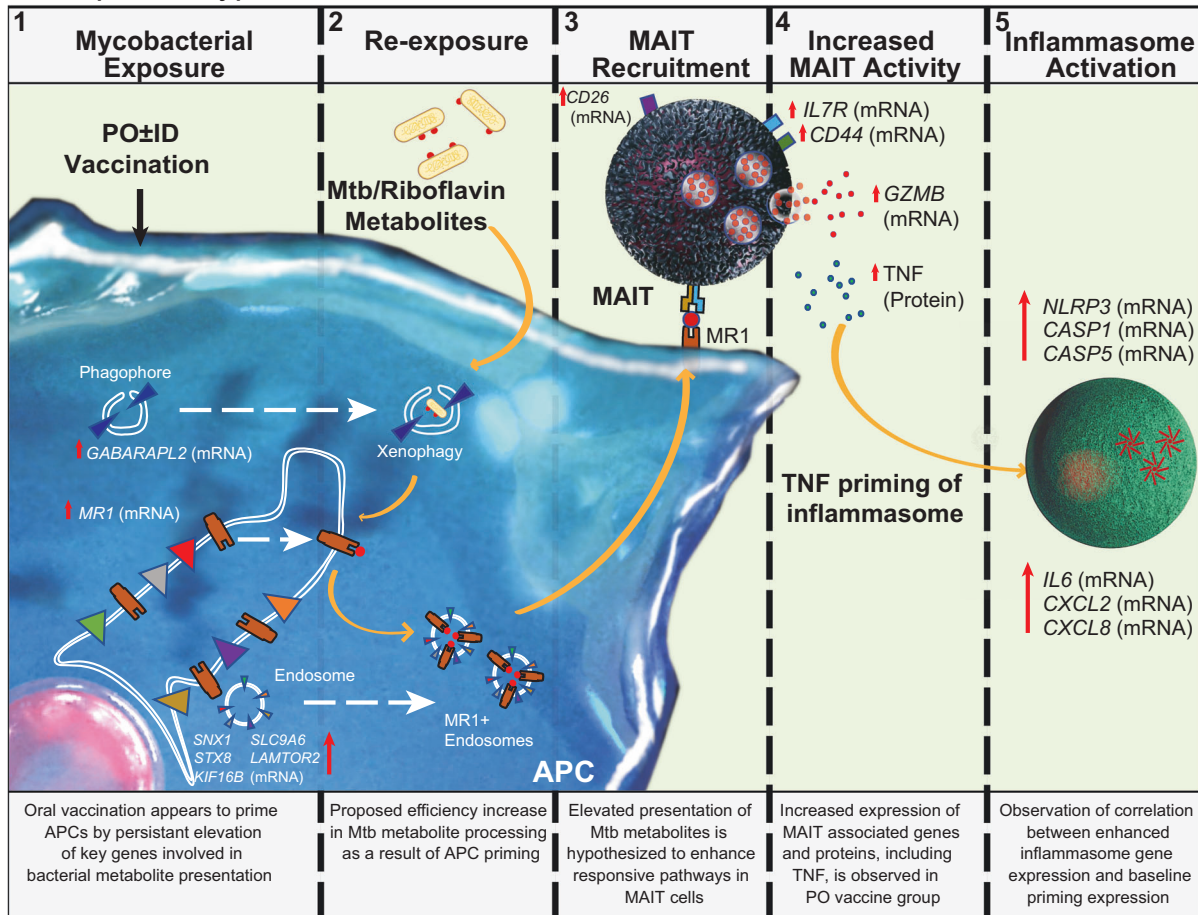 1
Mycobacterial
Exposure
2
Re-exposure
3
MAIT
Recruitment
4
Increased
MAIT Activity
5
Inflammasome
Activation
PO±ID
Vaccination
Phagophore
GABARAPL2 (mRNA)
MR1 (mRNA)
Endosome
SNX1 SLC9A6
STX8 LAMTOR2
KIF16B (mRNA)
Mtb/Riboflavin
Metabolites
Xenophagy
MR1+
Endosomes
APC
CD26
(mRNA)
MAIT
MR1
IL7R (mRNA)
CD44 (mRNA)
GZMB
(mRNA)
TNF
(Protein)
TNF priming of
inflammasome
NLRP3 (mRNA)
CASP1 (mRNA)
CASP5 (mRNA)
IL6 (mRNA)
CXCL2 (mRNA)
CXCL8 (mRNA)
Oral vaccination appears to prime
APCs by persistant elevation
of key genes involved in
bacterial metabolite presentation
Proposed efficiency increase
in Mtb metabolite processing
as a result of APC priming
Elevated presentation of
Mtb metabolites is
hypothesized to enhance
responsive pathways in
MAIT cells
Increased expression of
MAIT associated genes
and proteins, including
TNF, is observed in
PO vaccine group
Observation of correlation
between enhanced
inflammasome gene
expression and baseline
priming expression